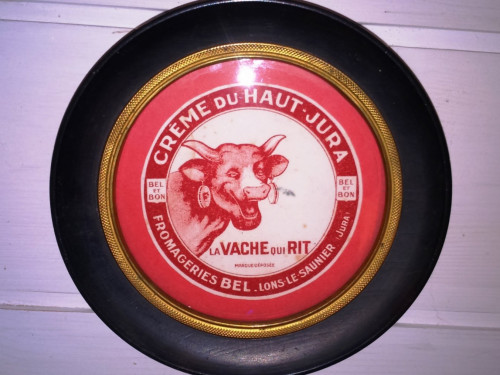 CRÈME DU HAUT-JURA
BEL
ET
BON
BEL
ET
BON
LA VACHE QUI RIT
MARQUE DÉPOSÉE
FROMAGERIES BEL. LONS-LE-SAUNIER (JURA)